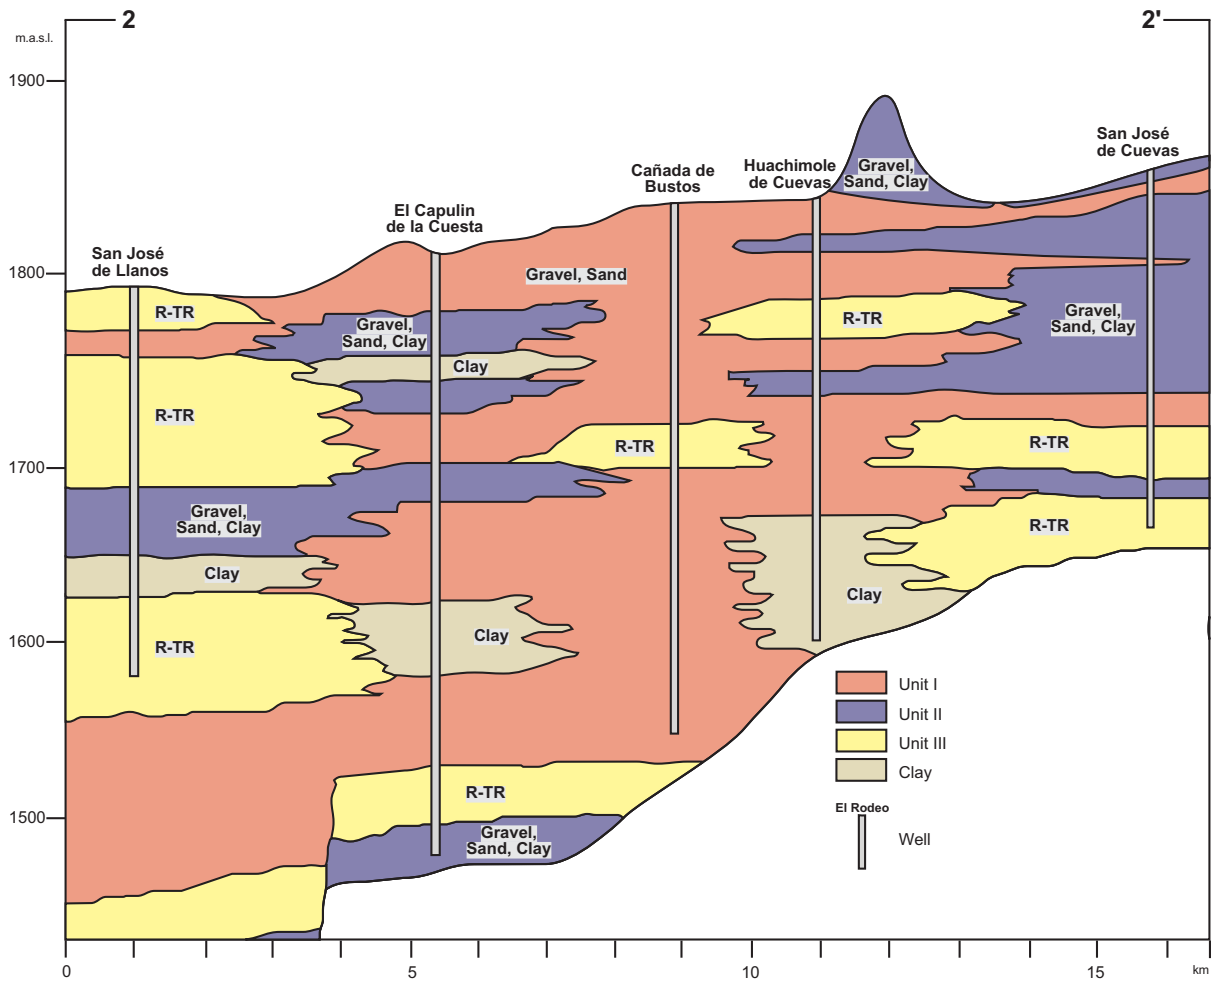 2
2'
m.a.s.l.
1900
San José
de Cuevas
Gravel,
Sand, Clay
Huachimole
de Cuevas
Cañada de
Bustos
El Capulin
de la Cuesta
San José
de Llanos
1800
Gravel, Sand
R-TR
Gravel,
Sand, Clay
R-TR
Gravel,
Sand, Clay
Clay
R-TR
R-TR
R-TR
1700
Gravel,
Sand, Clay
R-TR
Clay
Clay
Clay
R-TR
1600
Unit I
Unit II
Unit III
Clay
R-TR
El Rodeo
Well
1500
Gravel,
Sand, Clay
0
5
10
15
km